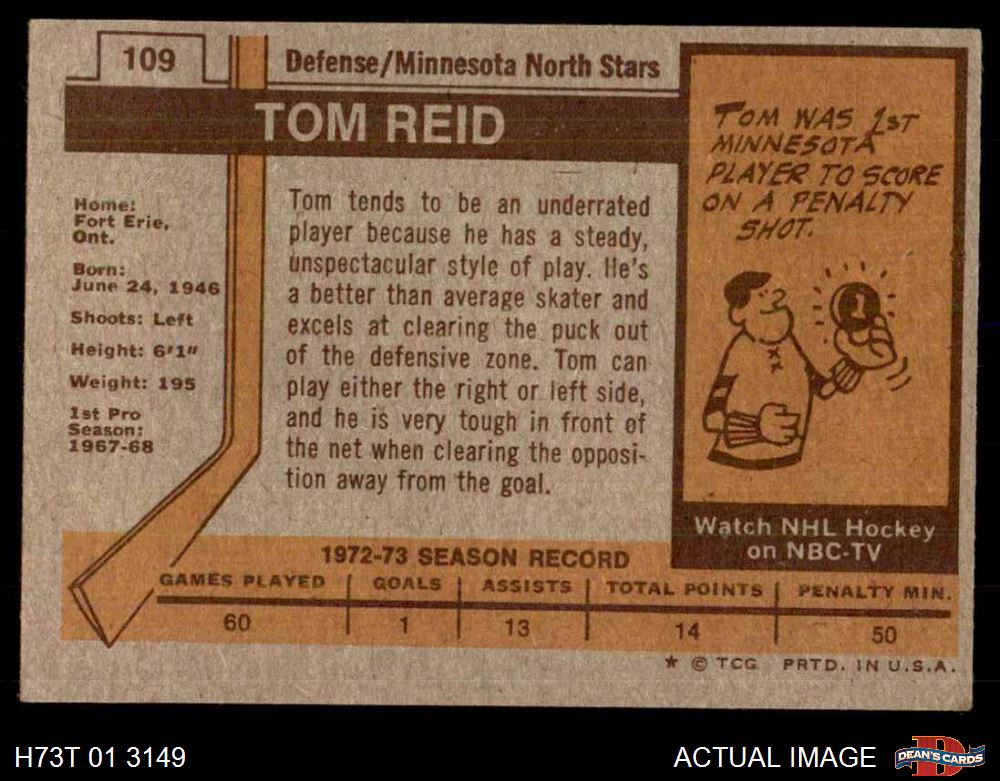 109
Defense/Minnesota North Stars
TOM REID
Home:
Fort Erie,
Ont.
Born:
June 24, 1946
Shoots: Left
Height: 6'1"
Weight: 195
1st Pro
Season:
1967-68
Tom tends to be an underrated
player because he has a steady,
unspectacular style of play. He's
a better than average skater and
excels at clearing the puck out
of the defensive zone. Tom can
play either the right or left side,
and he is very tough in front of
the net when clearing the opposi-
tion away from the goal.
TOM WAS 1ST
MINNESOTA
PLAYER TO SCORE
ON A PENALTY
SHOT.
1
Watch NHL Hockey
on NBC-TV
1972-73 SEASON RECORD
GAMES PLAYED GOALS ASSISTS TOTAL POINTS PENALTY MIN.
60 1 13 14 50
* © TCG PRTD. IN U.S.A.
H73T 01 3149
ACTUAL IMAGE
D
DEAN'S CARDS